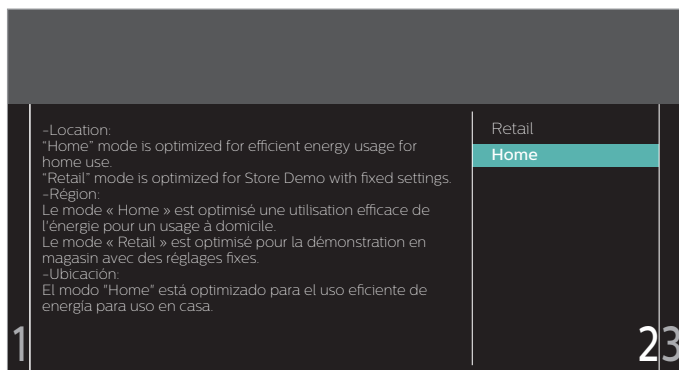 -Location:
"Home" mode is optimized for efficient energy usage for
home use.
"Retail" mode is optimized for Store Demo with fixed settings.
-Région:
Le mode « Home » est optimisé une utilisation efficace de
l'énergie pour un usage à domicile.
Le mode « Retail » est optimisé pour la démonstration en
magasin avec des réglages fixes.
-Ubicación:
El modo "Home" está optimizado para el uso eficiente de
energía para uso en casa.
Retail
Home
1
2
3